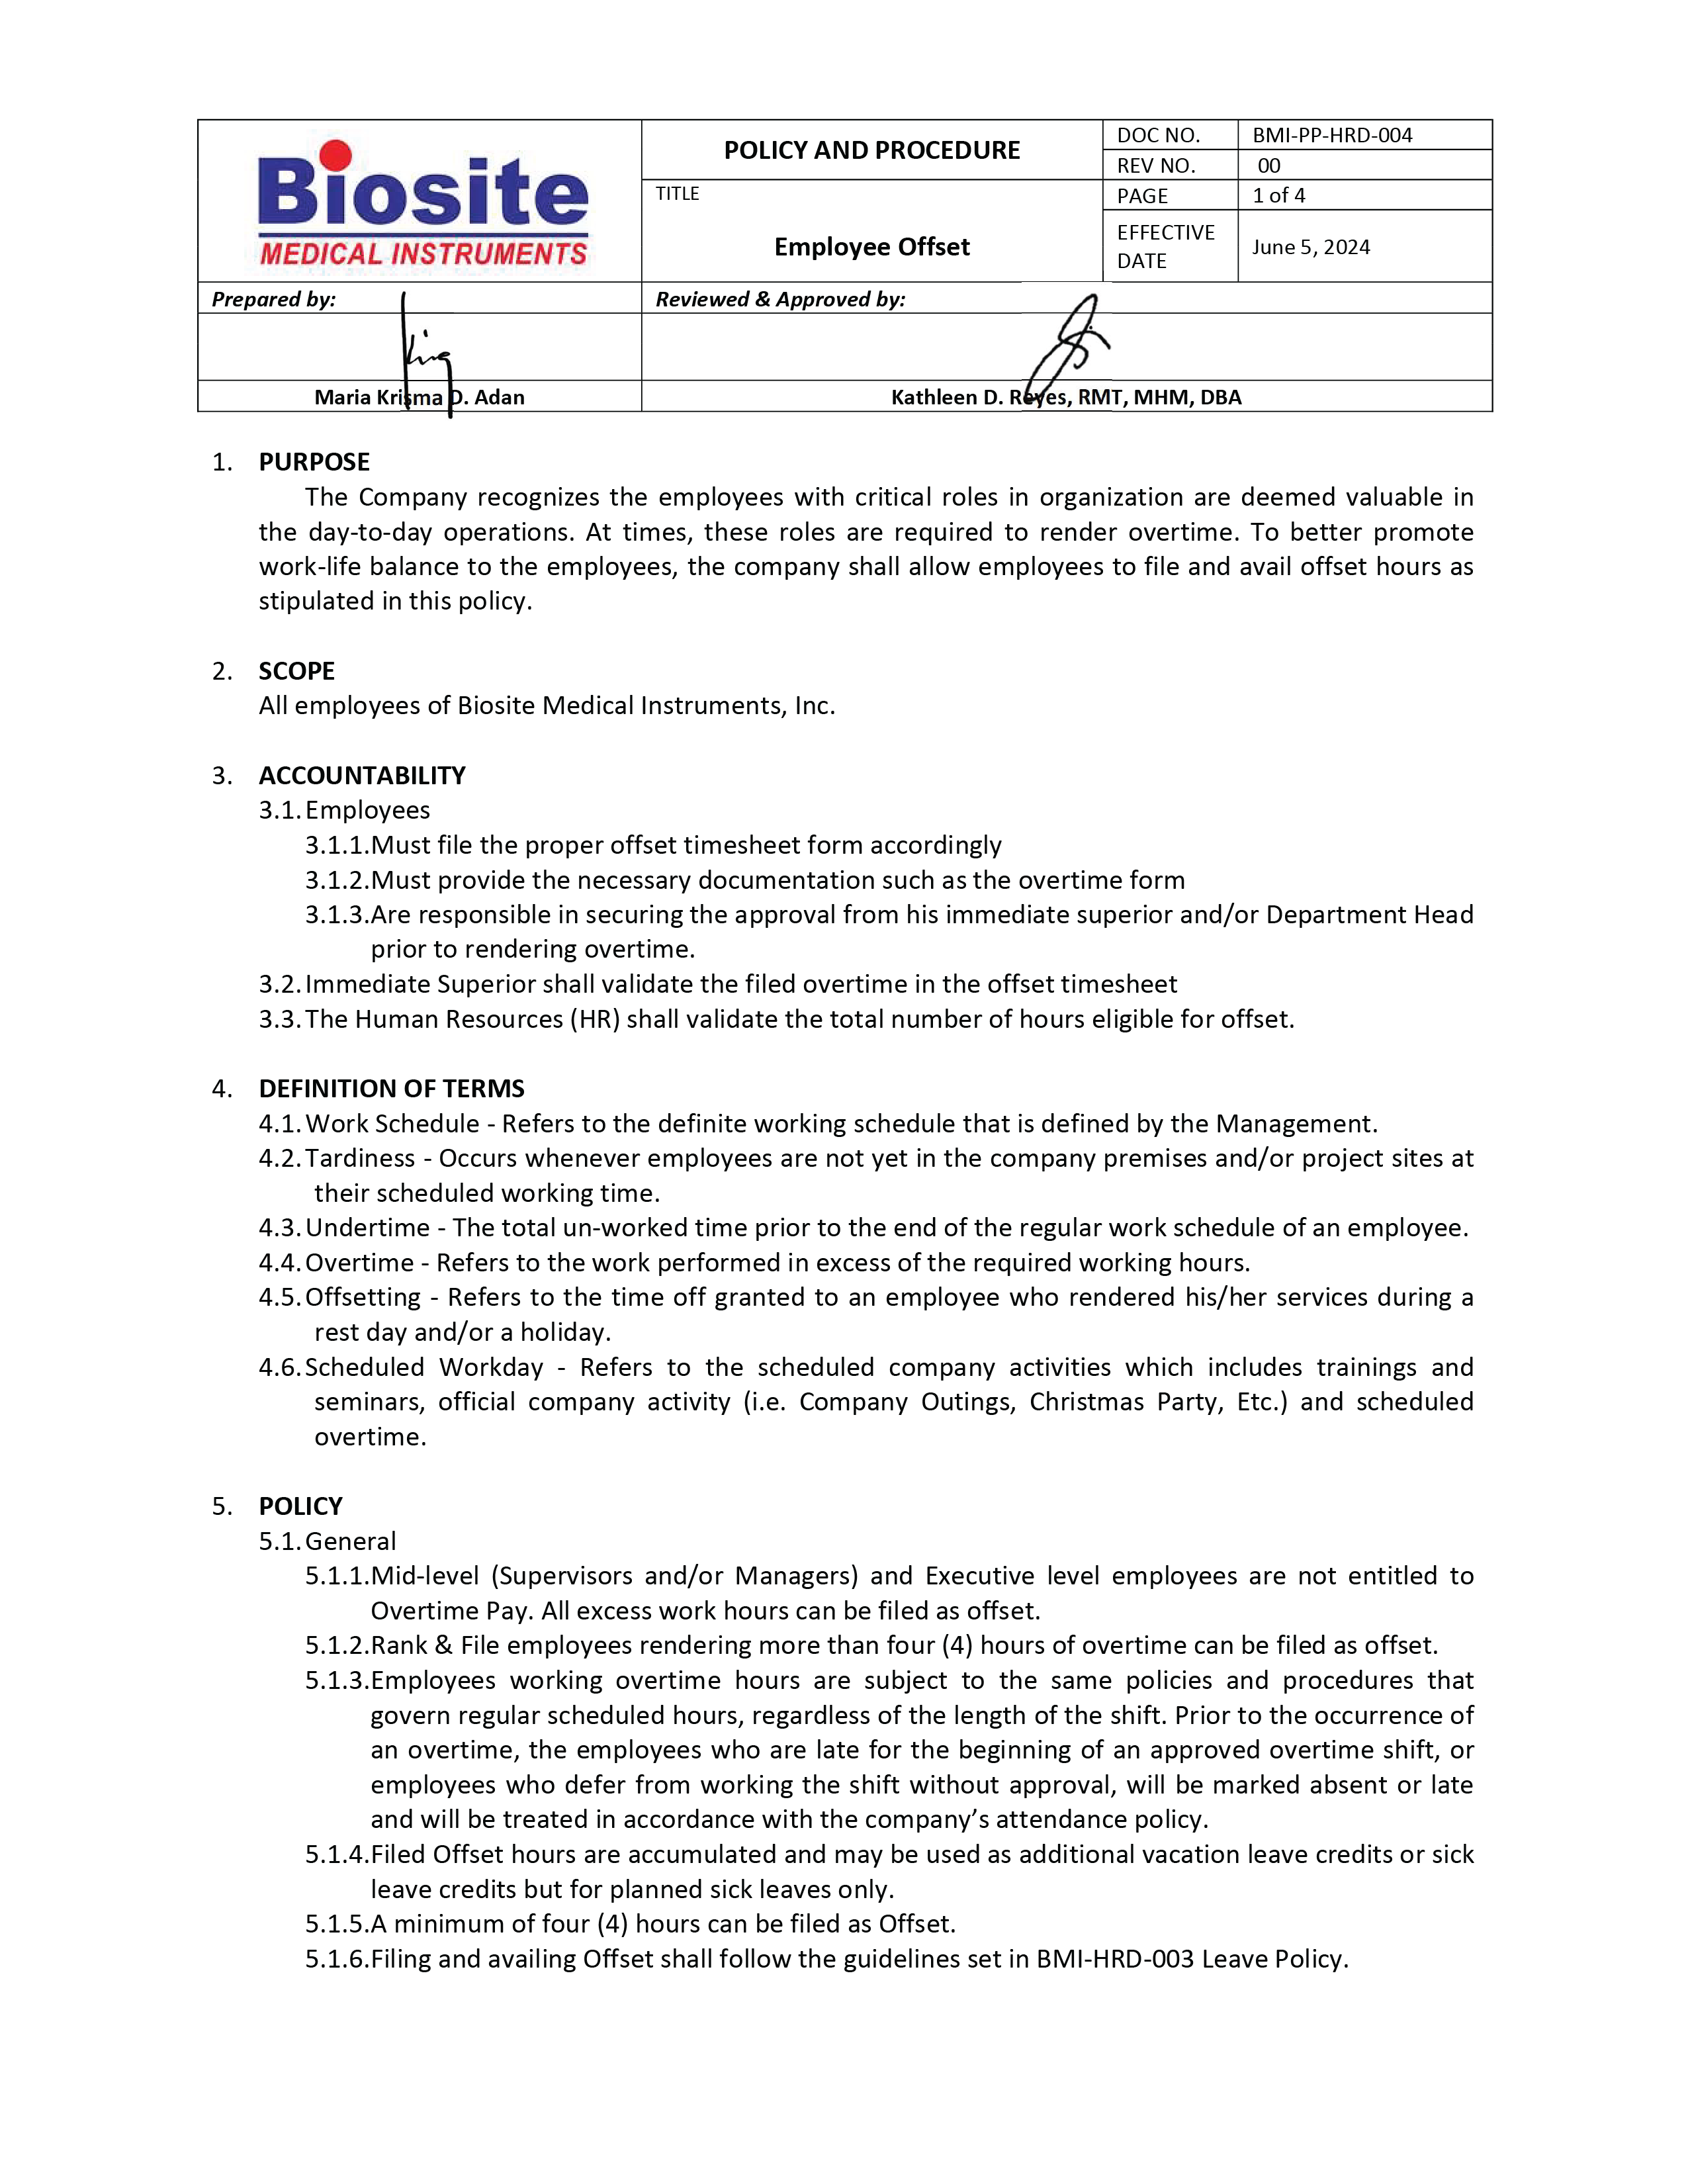 Biosite
MEDICAL INSTRUMENTS
POLICY AND PROCEDURE
DOC NO. BMI-PP-HRD-004
REV NO. 00
TITLE
Employee Offset
PAGE 1 of 4
EFFECTIVE DATE June 5, 2024
Prepared by:
Reviewed & Approved by:
Maria Krisma D. Adan
Kathleen D. Reyes, RMT, MHM, DBA
1. PURPOSE
The Company recognizes the employees with critical roles in organization are deemed valuable in
the day-to-day operations. At times, these roles are required to render overtime. To better promote
work-life balance to the employees, the company shall allow employees to file and avail offset hours as
stipulated in this policy.
2. SCOPE
All employees of Biosite Medical Instruments, Inc.
3. ACCOUNTABILITY
3.1. Employees
3.1.1. Must file the proper offset timesheet form accordingly
3.1.2. Must provide the necessary documentation such as the overtime form
3.1.3. Are responsible in securing the approval from his immediate superior and/or Department Head
prior to rendering overtime.
3.2. Immediate Superior shall validate the filed overtime in the offset timesheet
3.3. The Human Resources (HR) shall validate the total number of hours eligible for offset.
4. DEFINITION OF TERMS
4.1. Work Schedule - Refers to the definite working schedule that is defined by the Management.
4.2. Tardiness - Occurs whenever employees are not yet in the company premises and/or project sites at
their scheduled working time.
4.3. Undertime - The total un-worked time prior to the end of the regular work schedule of an employee.
4.4. Overtime - Refers to the work performed in excess of the required working hours.
4.5. Offsetting - Refers to the time off granted to an employee who rendered his/her services during a
rest day and/or a holiday.
4.6. Scheduled Workday - Refers to the scheduled company activities which includes trainings and
seminars, official company activity (i.e. Company Outings, Christmas Party, Etc.) and scheduled
overtime.
5. POLICY
5.1. General
5.1.1. Mid-level (Supervisors and/or Managers) and Executive level employees are not entitled to
Overtime Pay. All excess work hours can be filed as offset.
5.1.2. Rank & File employees rendering more than four (4) hours of overtime can be filed as offset.
5.1.3. Employees working overtime hours are subject to the same policies and procedures that
govern regular scheduled hours, regardless of the length of the shift. Prior to the occurrence of
an overtime, the employees who are late for the beginning of an approved overtime shift, or
employees who defer from working the shift without approval, will be marked absent or late
and will be treated in accordance with the company's attendance policy.
5.1.4. Filed Offset hours are accumulated and may be used as additional vacation leave credits or sick
leave credits but for planned sick leaves only.
5.1.5. A minimum of four (4) hours can be filed as Offset.
5.1.6. Filing and availing Offset shall follow the guidelines set in BMI-HRD-003 Leave Policy.